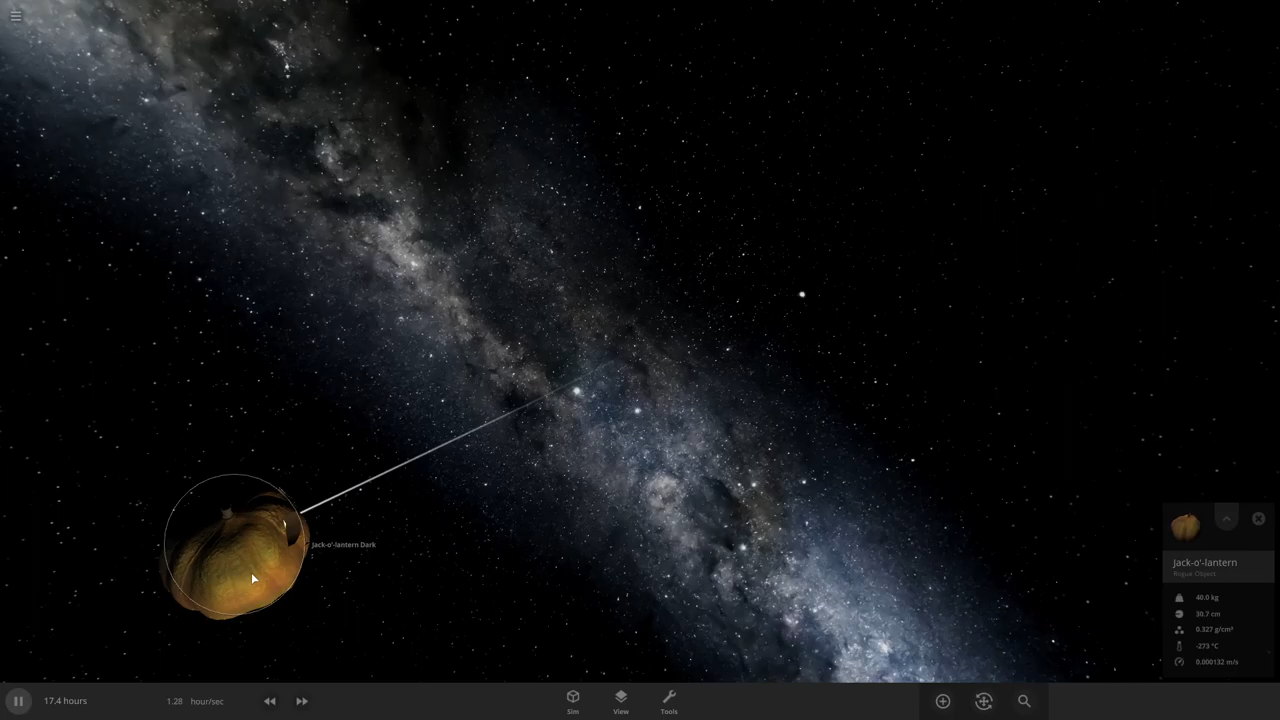 Jack-o'-lantern Dark
Jack-o'-lantern
Rogue Object
40.0 kg
30.7 cm
0.327 g/cm³
-273 °C
0.000132 m/s
17.4 hours
1.28 hour/sec
Sim
View
Tools